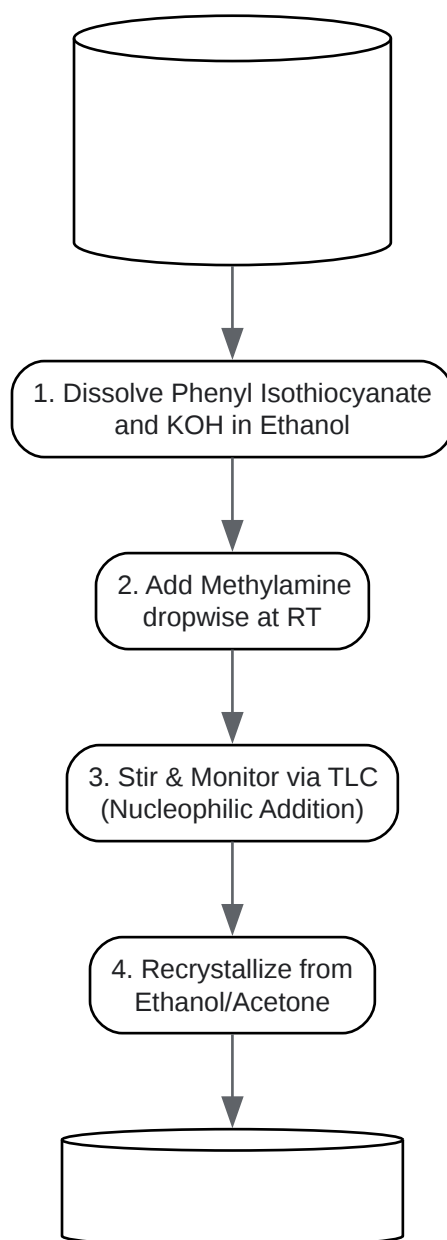 1. Dissolve Phenyl Isothiocyanate
and KOH in Ethanol
2. Add Methylamine
dropwise at RT
3. Stir & Monitor via TLC
(Nucleophilic Addition)
4. Recrystallize from
Ethanol/Acetone